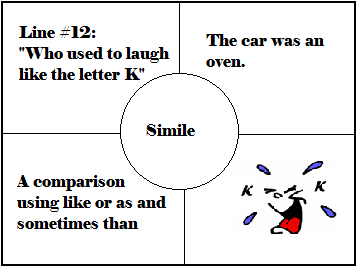 Line #12:
"Who used to laugh
like the letter K"
The car was an
oven.
Simile
A comparison
using like or as and
sometimes than
K K